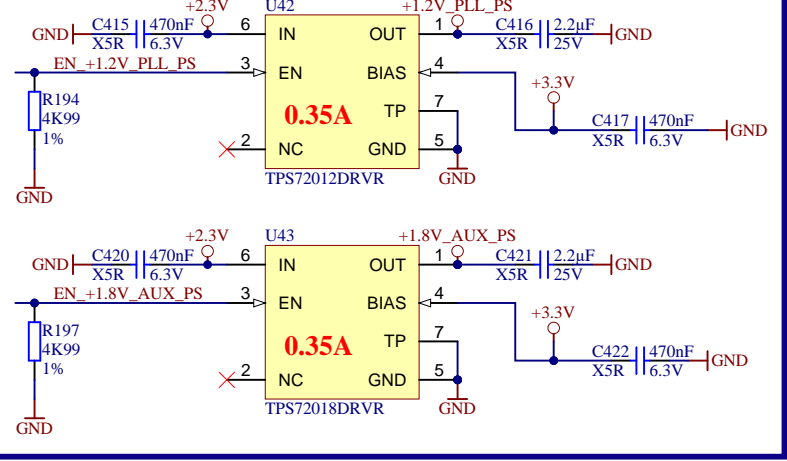 +2.3V
U42
+1.2V_PLL_PS
C415 470nF
GND
X5R 6.3V
6 IN
OUT 1
C416 2.2µF
X5R 25V
GND
EN_+1.2V_PLL_PS
3 EN
BIAS 4
R194
4K99
1%
0.35A
TP 7
+3.3V
C417 470nF
X5R 6.3V
GND
2 NC
GND 5
GND
TPS72012DRVR
GND
+2.3V
U43
+1.8V_AUX_PS
C420 470nF
GND
X5R 6.3V
6 IN
OUT 1
C421 2.2µF
X5R 25V
GND
EN_+1.8V_AUX_PS
3 EN
BIAS 4
R197
4K99
1%
0.35A
TP 7
+3.3V
C422 470nF
X5R 6.3V
GND
2 NC
GND 5
TPS72018DRVR
GND
GND